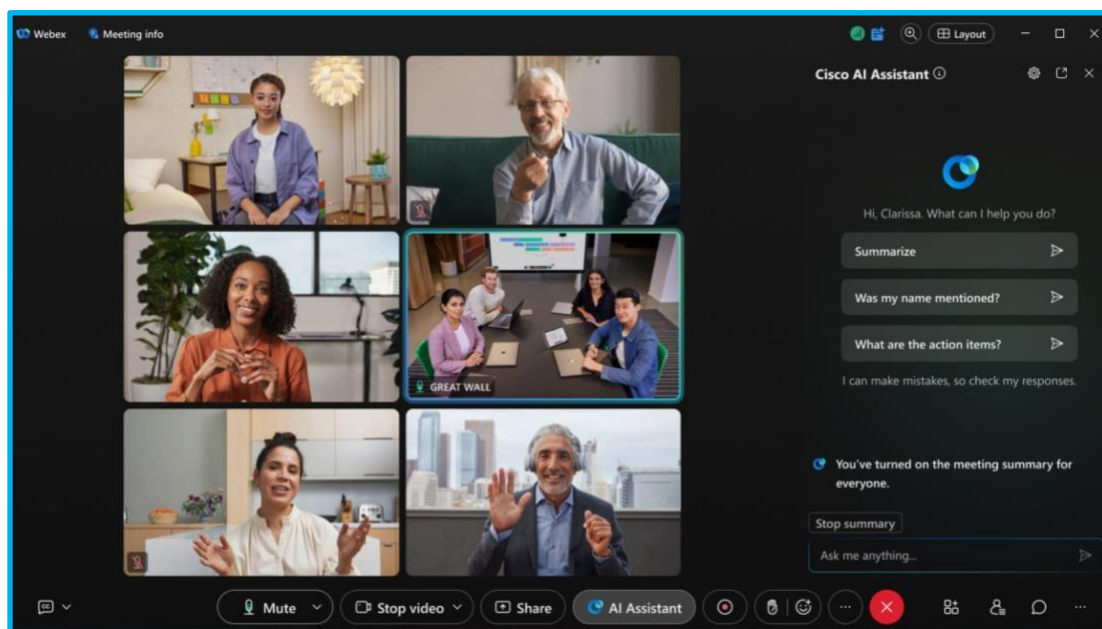 Webex
Meeting info
Layout
Cisco AI Assistant
Hi, Clarissa. What can I help you do?
Summarize
Was my name mentioned?
What are the action items?
I can make mistakes, so check my responses.
GREAT WALL
You've turned on the meeting summary for
everyone.
Stop summary
Ask me anything...
CC
Mute
Stop video
Share
AI Assistant